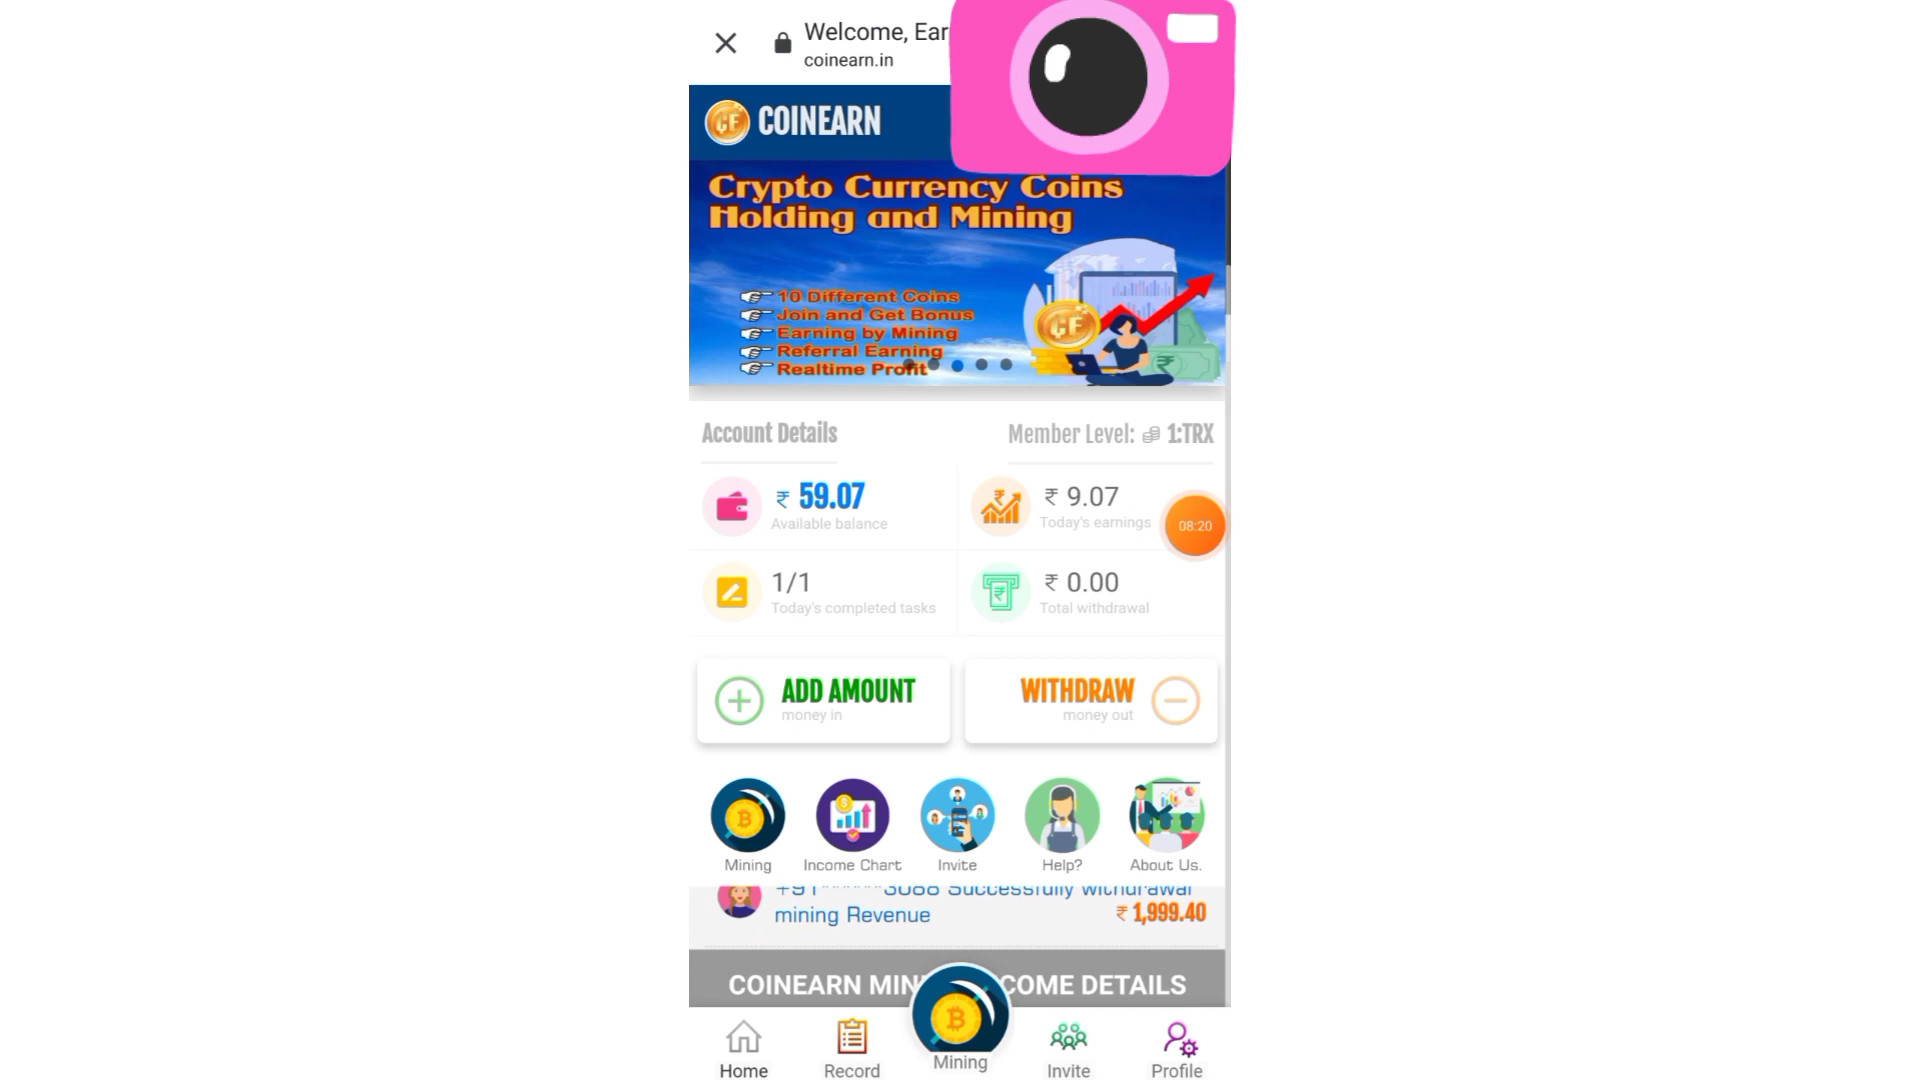 Welcome, Ear
coinearn.in
COINEARN
Crypto Currency Coins
Holding and Mining
10 Different Coins
Join and Get Bonus
Earning by Mining
Referral Earning
Realtime Profit
Account Details
Member Level: 1:TRX
₹ 59.07
Available balance
₹ 9.07
Today's earnings
08:20
1/1
Today's completed tasks
₹ 0.00
Total withdrawal
ADD AMOUNT
money in
WITHDRAW
money out
Mining
Income Chart
Invite
Help?
About Us.
+91******3088 Successfully withdrawal
mining Revenue
₹ 1,999.40
COINEARN MIN COME DETAILS
Home
Record
Mining
Invite
Profile